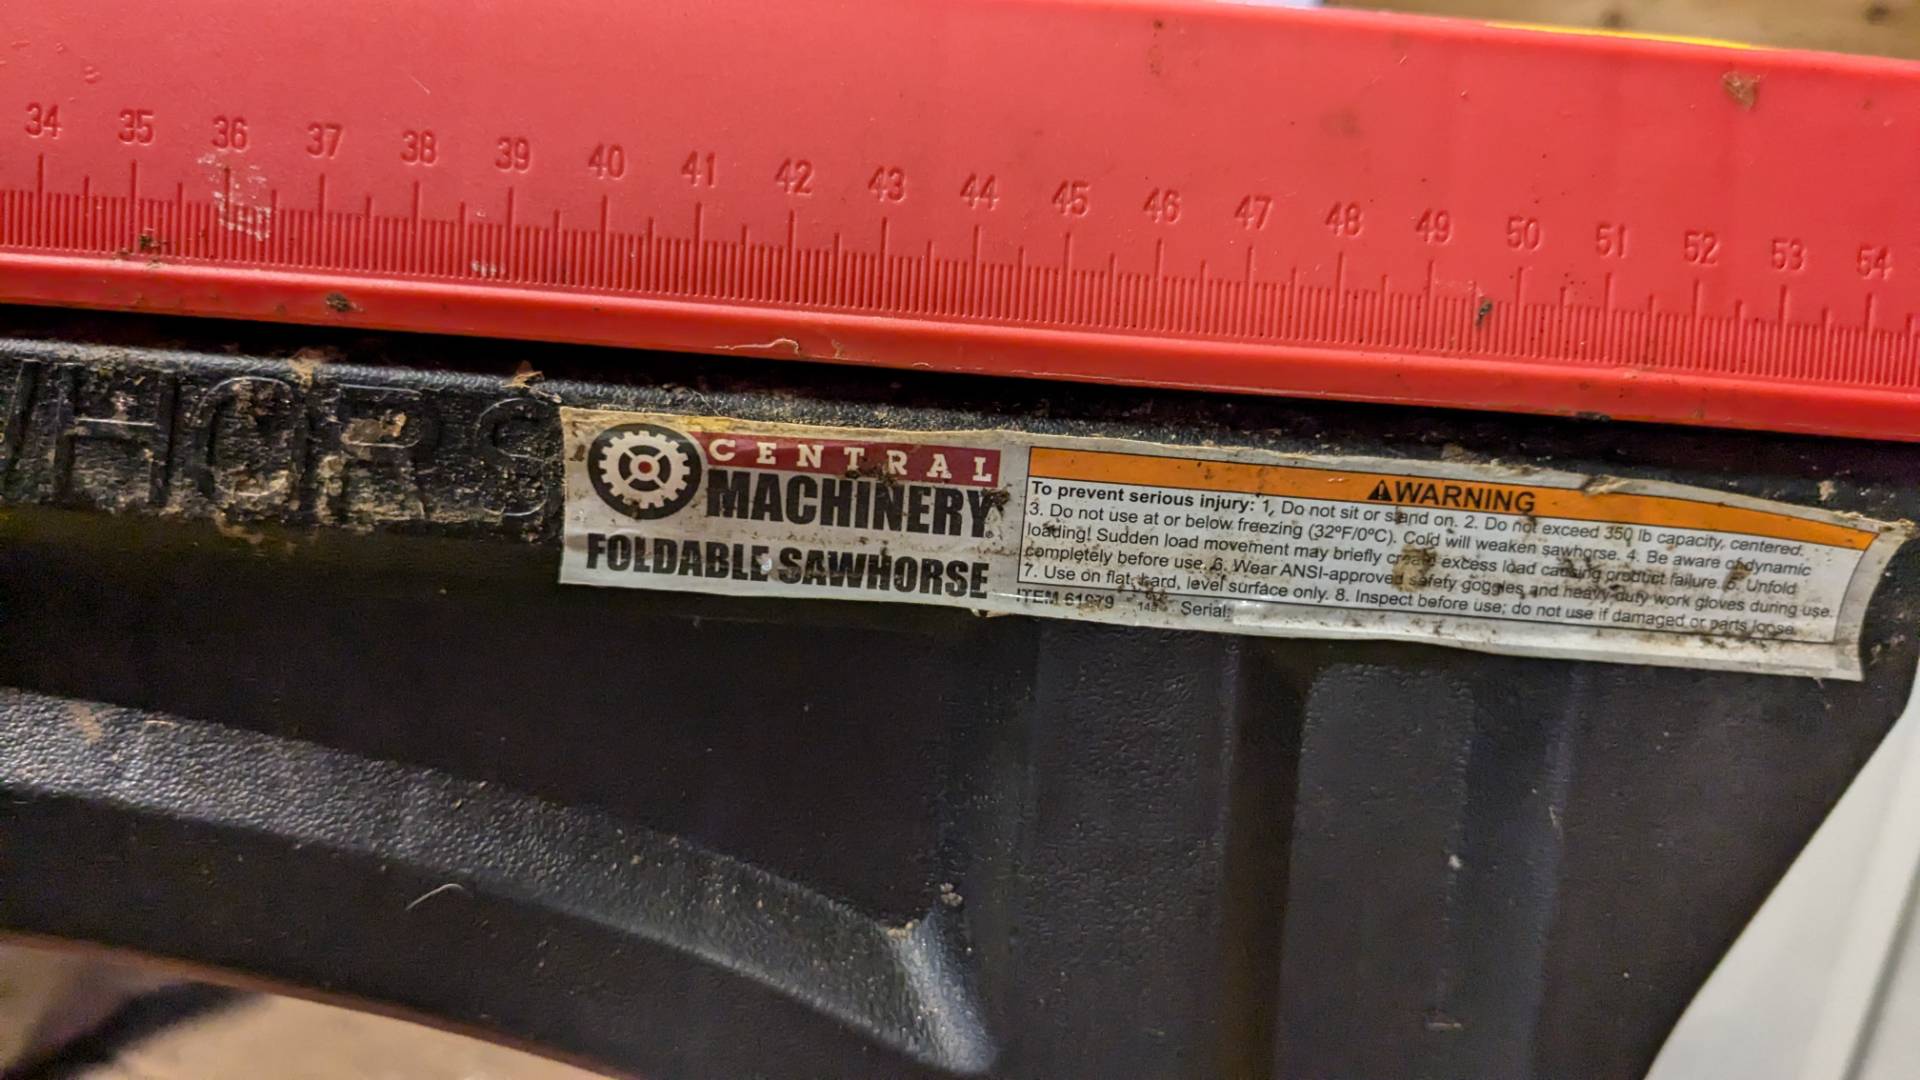 34 35 36 37 38 39 40 41 42 43 44 45 46 47 48 49 50 51 52 53 54
HORS
CENTRAL
MACHINERY
FOLDABLE SAWHORSE
WARNING
To prevent serious injury: 1. Do not sit or stand on. 2. Do not exceed 350 lb capacity, centered.
3. Do not use at or below freezing (32°F/0°C). Cold will weaken sawhorse. 4. Be aware of dynamic
loading! Sudden load movement may briefly create excess load causing product failure. 5. Unfold
completely before use. 6. Wear ANSI-approved safety goggles and heavy-duty work gloves during use.
7. Use on flat, hard, level surface only. 8. Inspect before use; do not use if damaged or parts loose.
ITEM 61979 Serial: